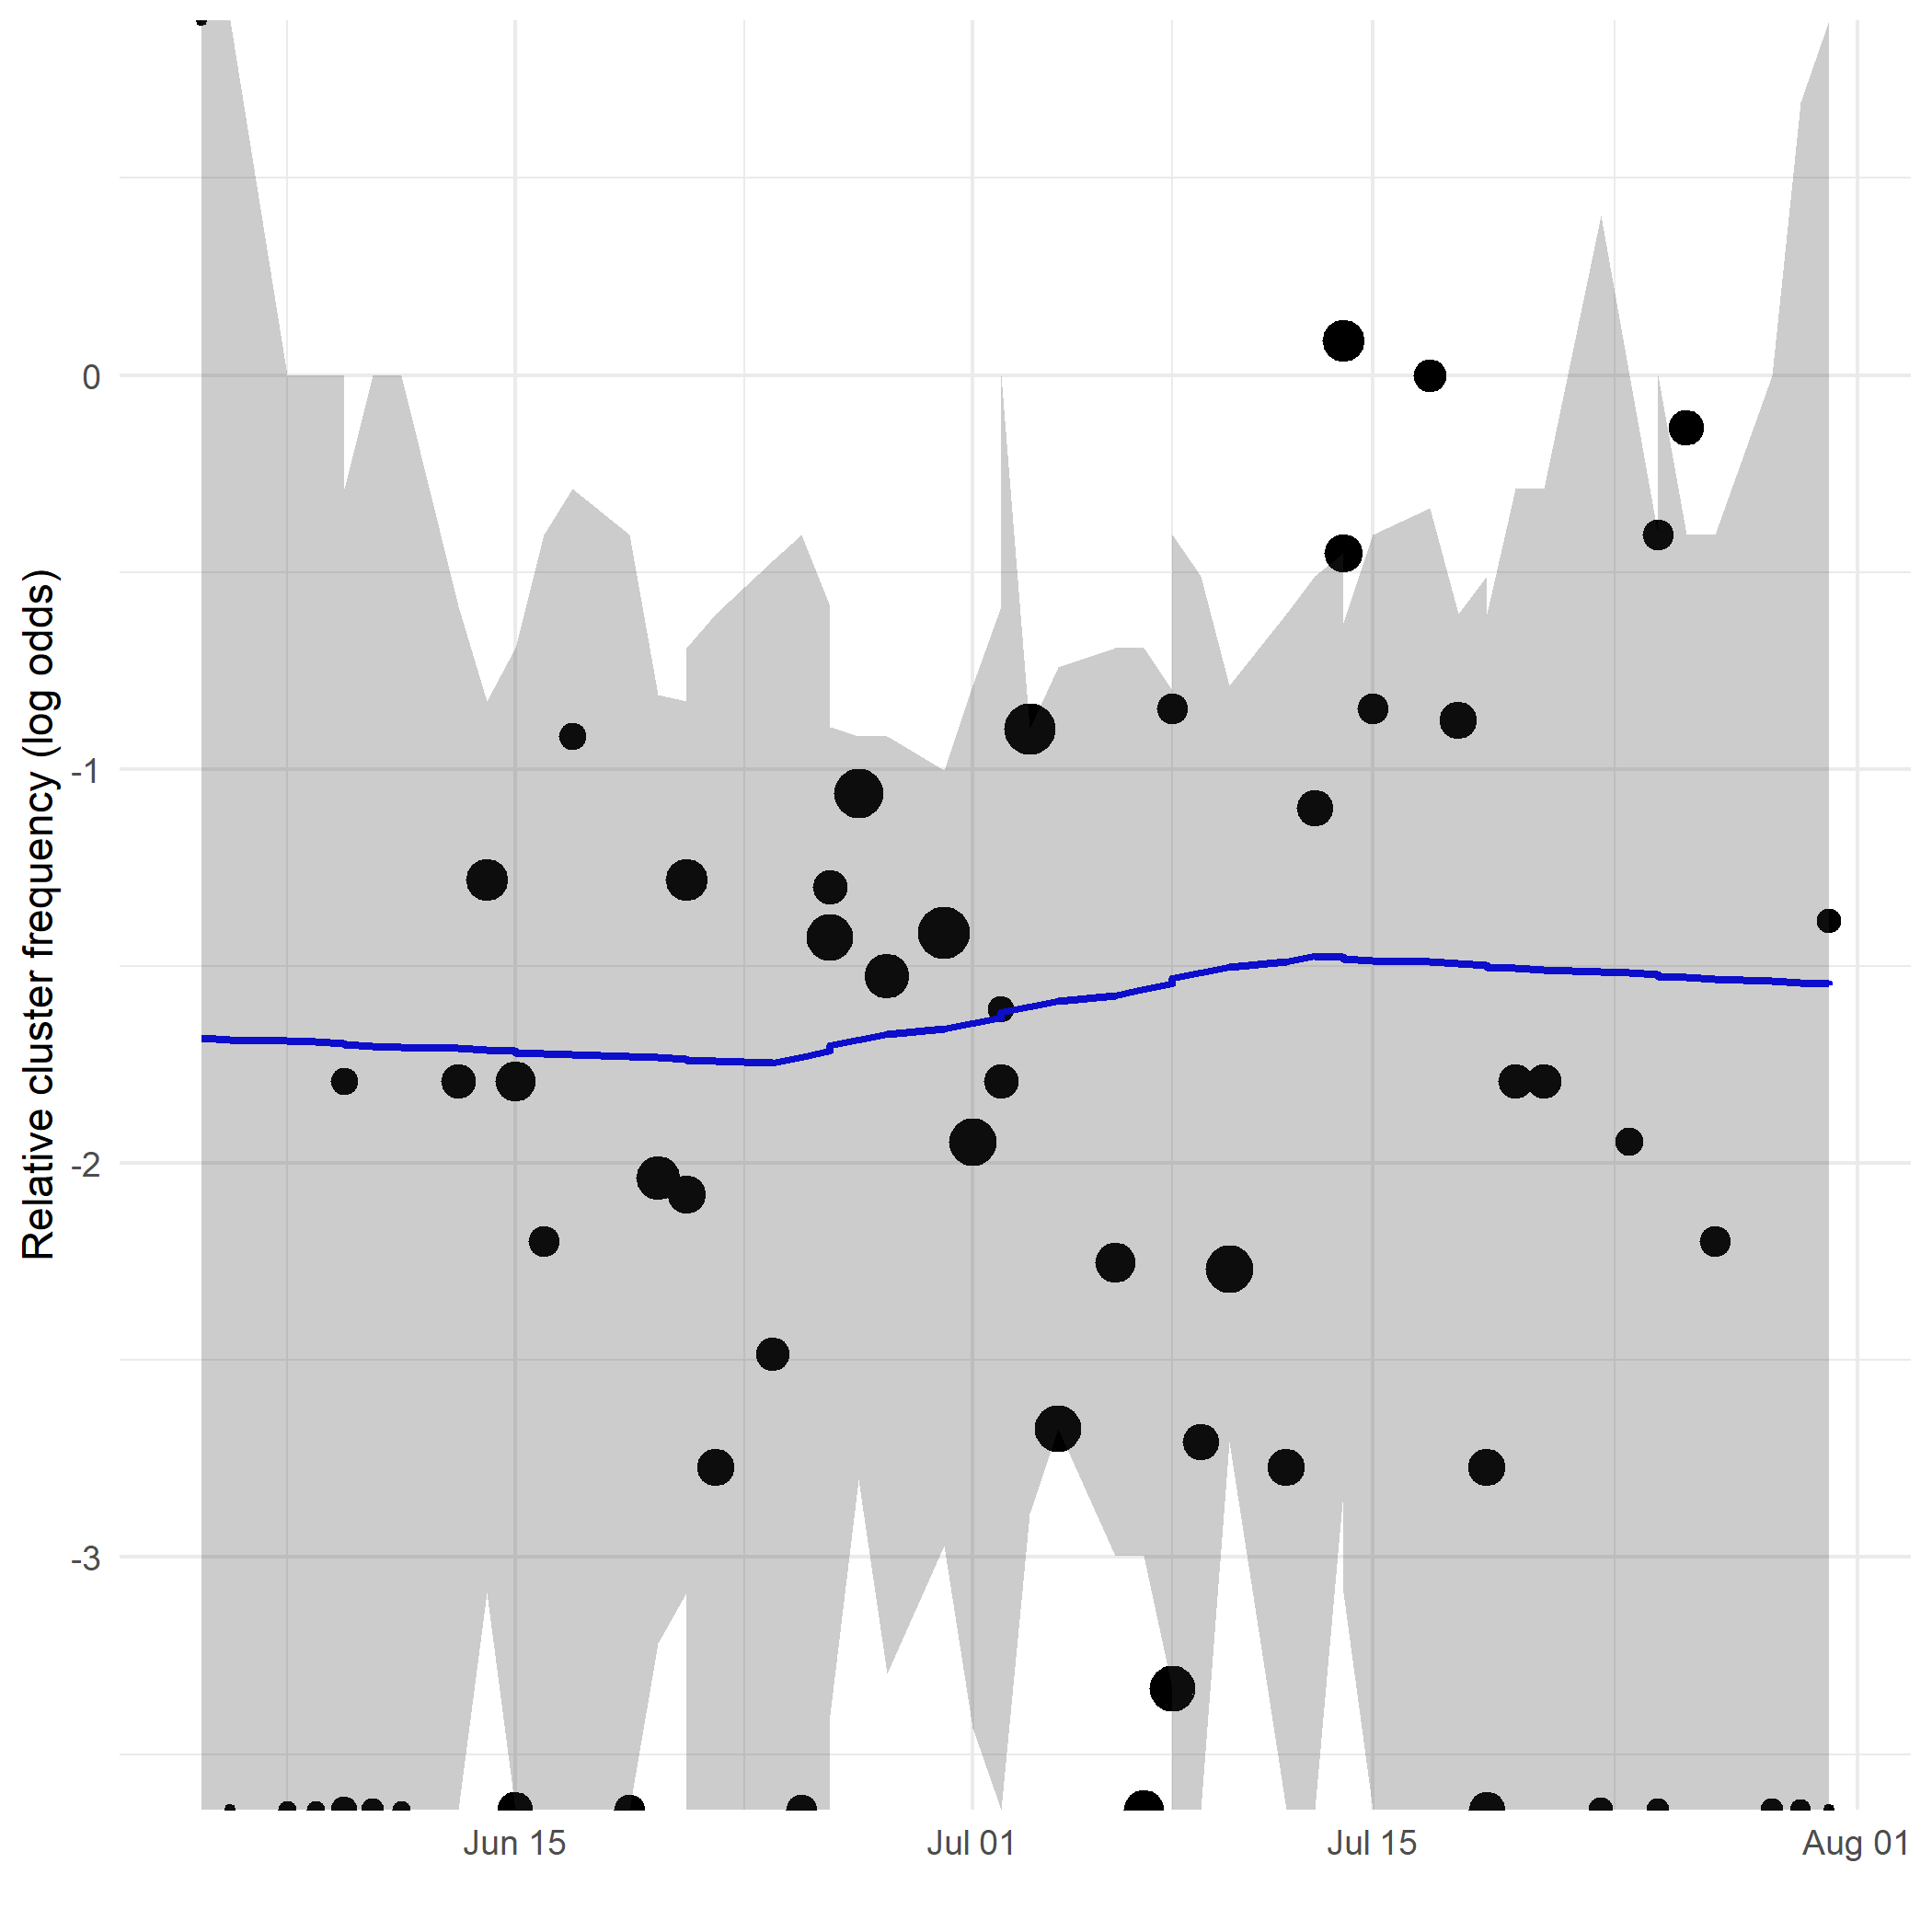 Relative cluster frequency (log odds)
0
-1
-2
-3
Jun 15
Jul 01
Jul 15
Aug 01